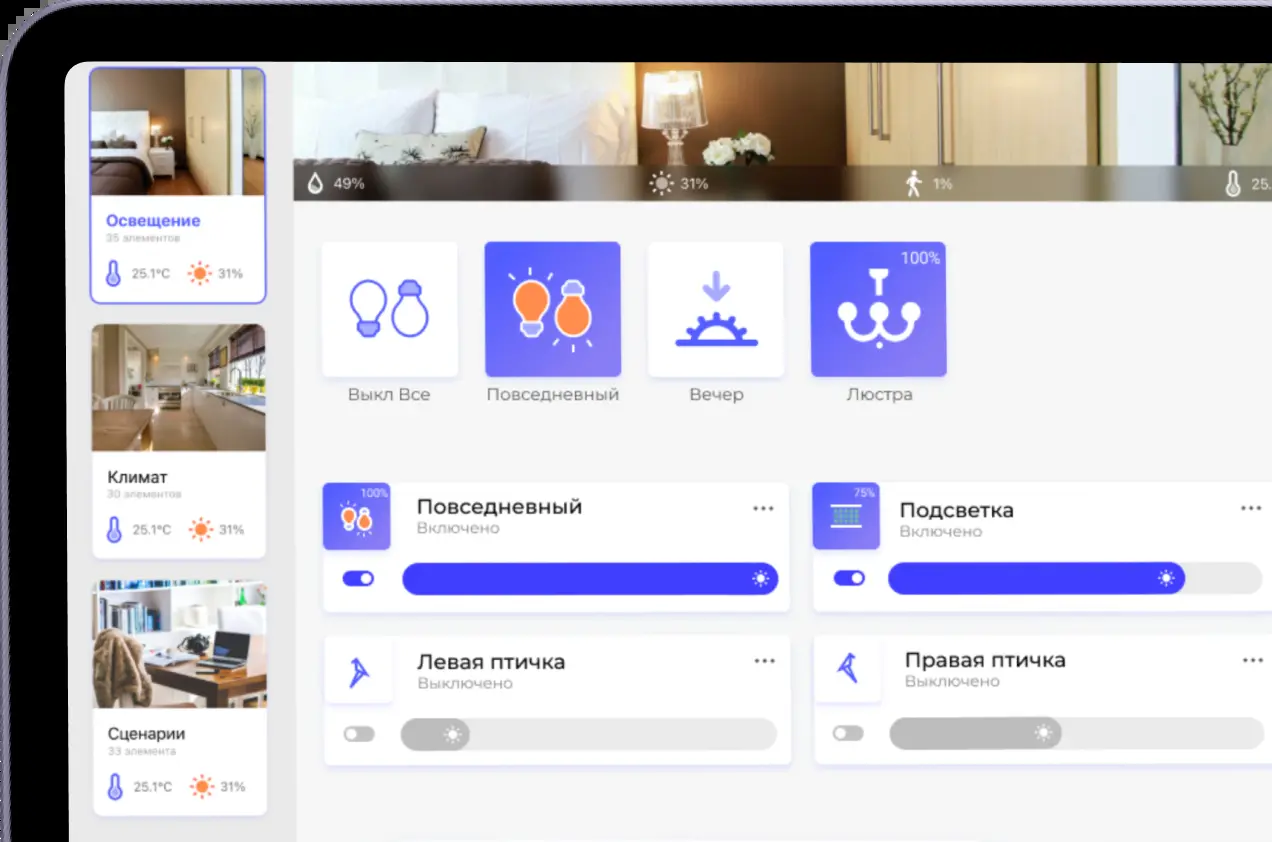 Освещение
35 элементов
25.1°C 31%
Климат
30 элементов
25.1°C 31%
Сценарии
33 элемента
25.1°C 31%
49% 31% 1% 25.
100%
Выкл Все Повседневный Вечер Люстра
100%
Повседневный
Включено
75%
Подсветка
Включено
Левая птичка
Выключено
Правая птичка
Выключено